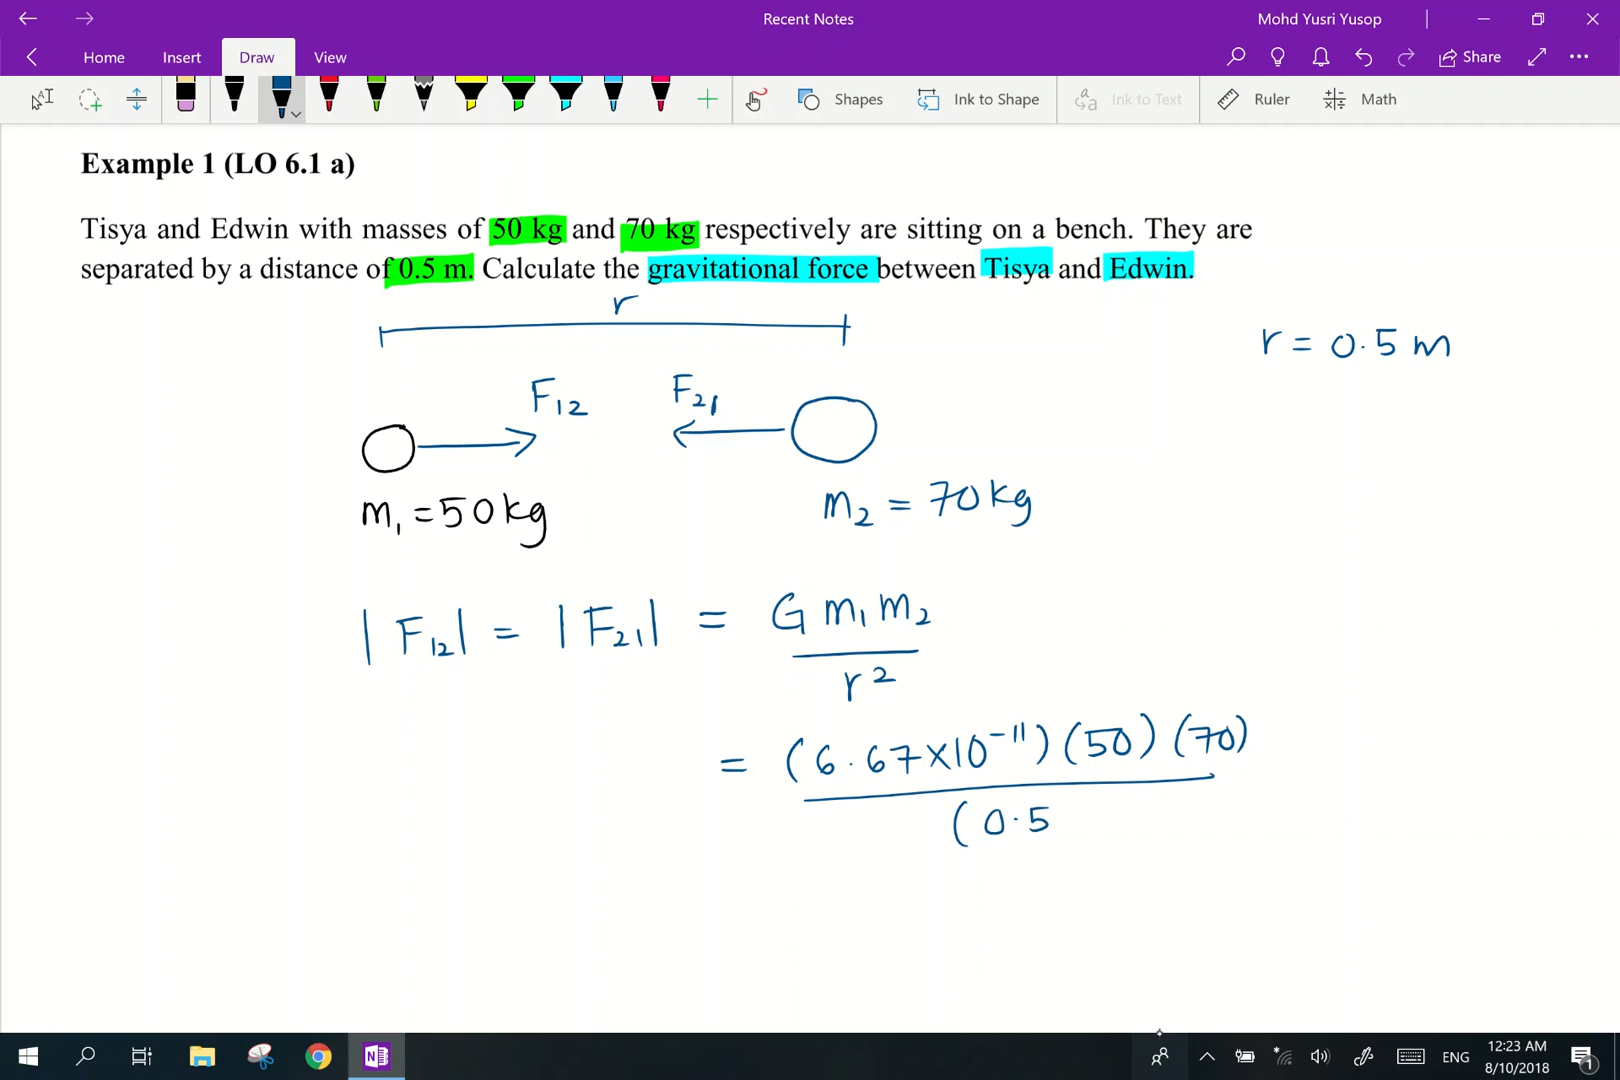 Recent Notes
Mohd Yusri Yusop
Home Insert Draw View
Share
Shapes Ink to Shape Ink to Text Ruler Math
Example 1 (LO 6.1 a)
Tisya and Edwin with masses of 50 kg and 70 kg respectively are sitting on a bench. They are
separated by a distance of 0.5 m. Calculate the gravitational force between Tisya and Edwin.
r
r = 0.5 m
F₁₂ F₂₁
m₁ = 50 kg
m₂ = 70 kg
|F₁₂| = |F₂₁| = G m₁ m₂
r²
= (6.67×10⁻¹¹) (50) (70)
(0.5
ENG
12:23 AM
8/10/2018
1